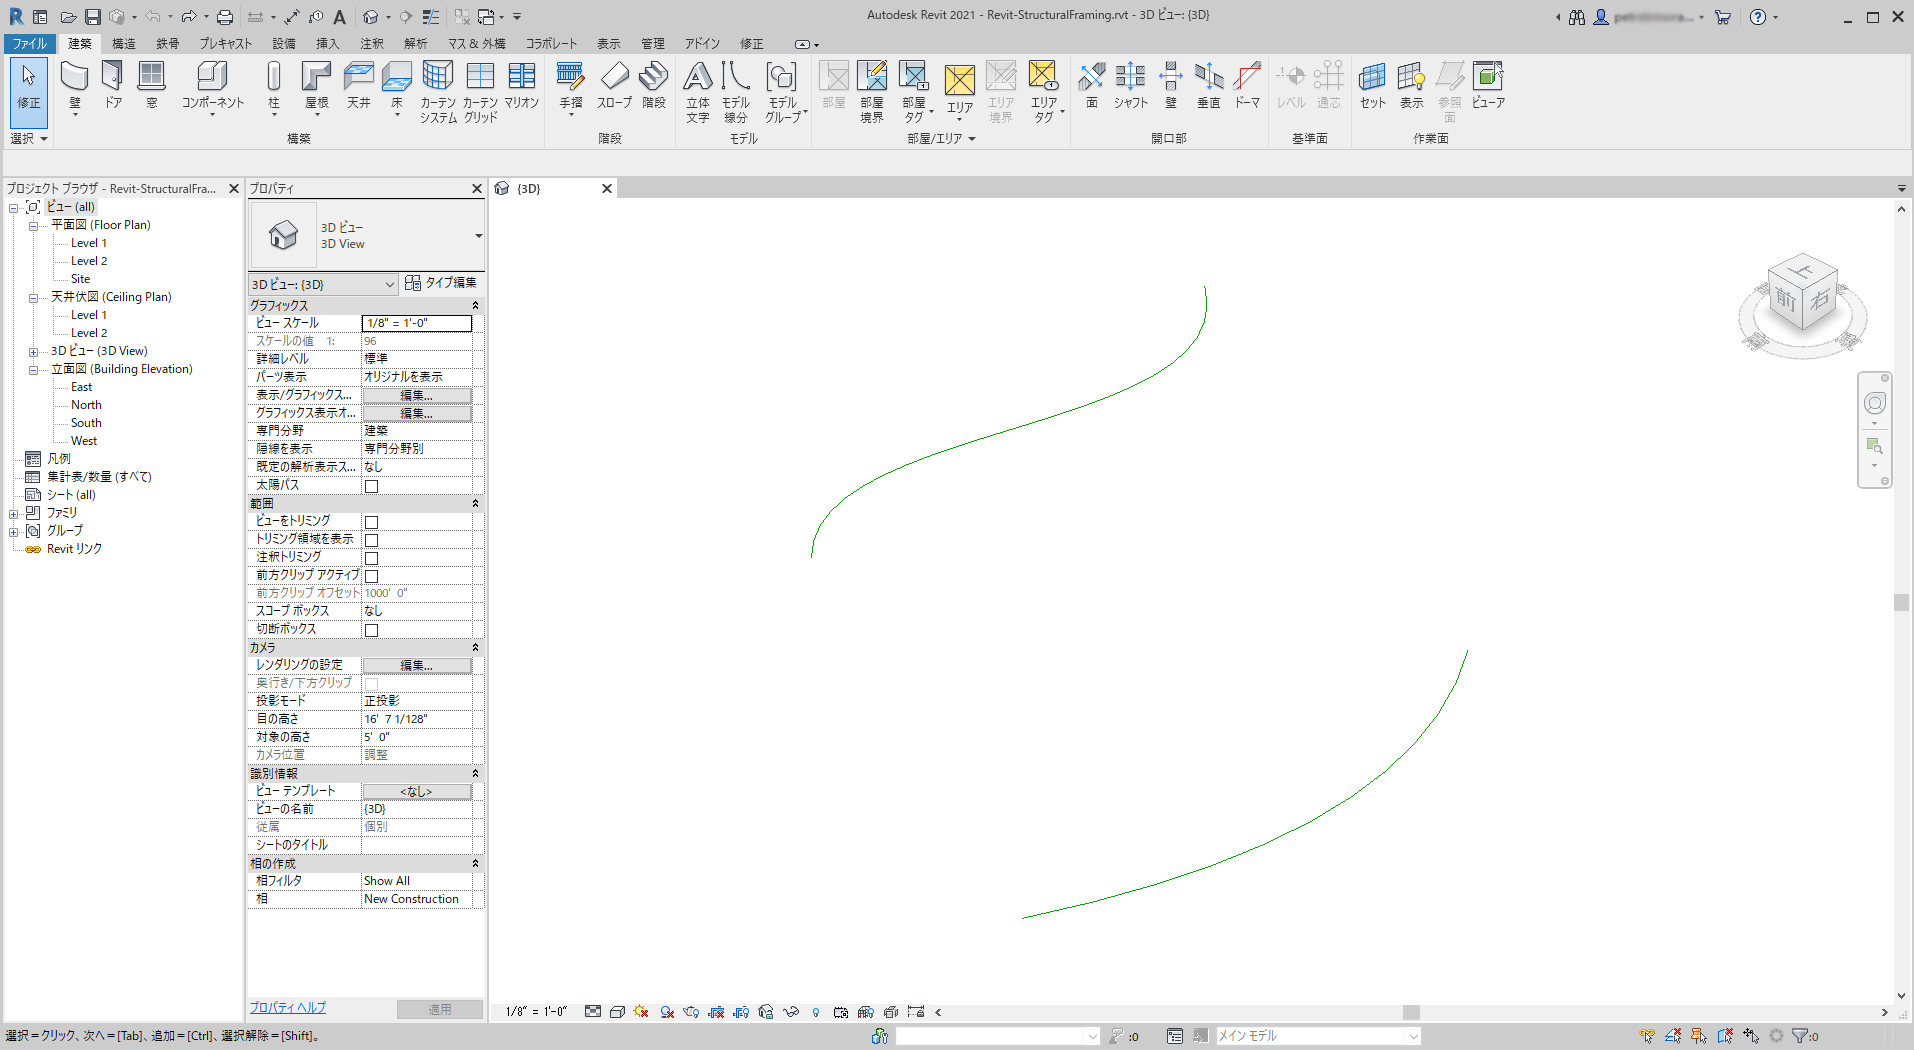 Autodesk Revit 2021 - Revit-StructuralFraming.rvt - 3D ビュー: {3D}
ファイル 建築 構造 鉄骨 プレキャスト 設備 挿入 注釈 解析 マス & 外構 コラボレート 表示 管理 アドイン 修正
修正 壁 ドア 窓 コンポーネント 柱 屋根 天井 床 カーテン システム カーテン グリッド マリオン 手摺 スロープ 階段 立体 文字 モデル 線分 モデル グループ 部屋 部屋 境界 部屋 タグ エリア エリア 境界 エリア タグ 面 シャフト 壁 垂直 ドーマ レベル 通芯 セット 表示 参照 面 ビューア
選択 構築 階段 モデル 部屋/エリア 開口部 基準面 作業面
プロジェクト ブラウザ - Revit-StructuralFra...
ビュー (all)
平面図 (Floor Plan)
Level 1
Level 2
Site
天井伏図 (Ceiling Plan)
Level 1
Level 2
3D ビュー (3D View)
立面図 (Building Elevation)
East
North
South
West
凡例
集計表/数量 (すべて)
シート (all)
ファミリ
グループ
Revit リンク
プロパティ
3D ビュー
3D View
3D ビュー: {3D} タイプ編集
グラフィックス
ビュー スケール 1/8" = 1'-0"
スケールの値 1: 96
詳細レベル 標準
パーツ表示 オリジナルを表示
表示/グラフィックス... 編集...
グラフィックス表示オ... 編集...
専門分野 建築
隠線を表示 専門分野別
既定の解析表示ス... なし
太陽パス
範囲
ビューをトリミング
トリミング領域を表示
注釈トリミング
前方クリップ アクティブ
前方クリップ オフセット 1000' 0"
スコープ ボックス なし
切断ボックス
カメラ
レンダリングの設定 編集...
奥行き/下方クリップ
投影モード 正投影
目の高さ 16' 7 1/128"
対象の高さ 5' 0"
カメラ位置 調整
識別情報
ビュー テンプレート <なし>
ビューの名前 {3D}
従属 個別
シートのタイトル
相の作成
相フィルタ Show All
相 New Construction
プロパティ ヘルプ 適用
{3D}
上
前 右
1/8" = 1'-0"
選択＝クリック、次へ＝[Tab]、追加＝[Ctrl]、選択解除＝[Shift]。
:0 メイン モデル :0